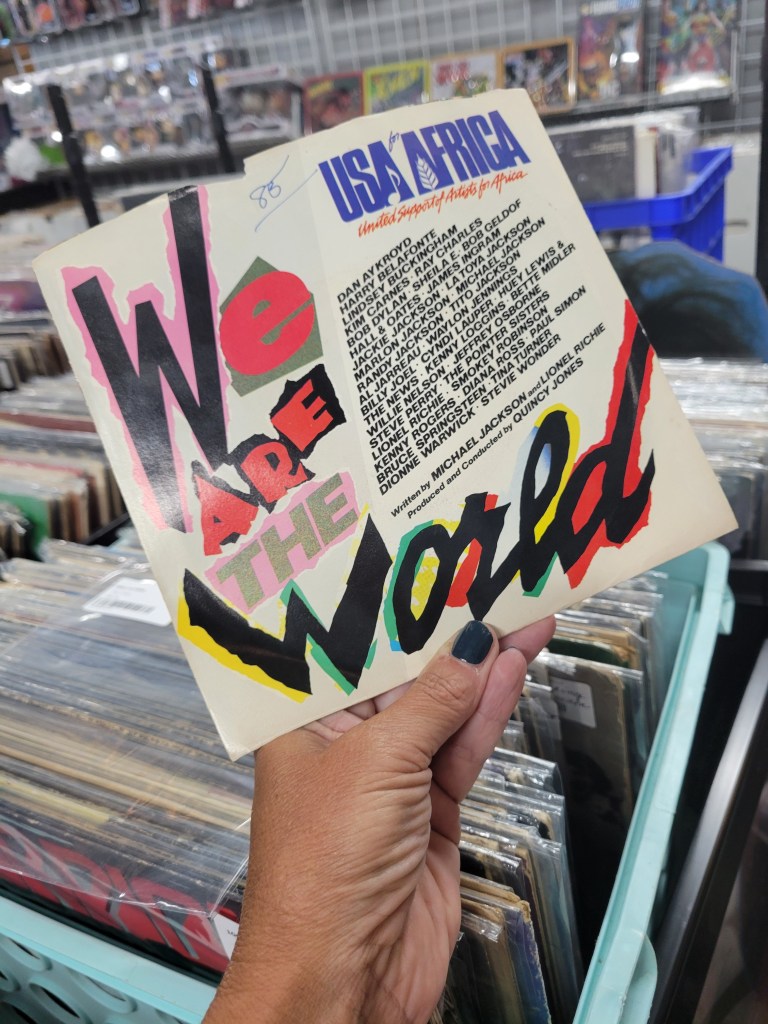 85
USA for AFRICA
United Support of Artists for Africa
We
ARE
THE
World
DAN AYKROYD
HARRY BELAFONTE
LINDSEY BUCKINGHAM
KIM CARNES · RAY CHARLES
BOB DYLAN · SHEILA E. · BOB GELDOF
HALL & OATES · JAMES INGRAM
JACKIE JACKSON · LATOYA JACKSON
MARLON JACKSON · MICHAEL JACKSON
RANDY JACKSON · TITO JACKSON
AL JARREAU · WAYLON JENNINGS
BILLY JOEL · CYNDI LAUPER · HUEY LEWIS &
THE NEWS · KENNY LOGGINS · BETTE MIDLER
WILLIE NELSON · JEFFREY OSBORNE
STEVE PERRY · THE POINTER SISTERS
LIONEL RICHIE · SMOKEY ROBINSON
KENNY ROGERS · DIANA ROSS · PAUL SIMON
BRUCE SPRINGSTEEN · TINA TURNER
DIONNE WARWICK · STEVIE WONDER
Written by MICHAEL JACKSON and LIONEL RICHIE
Produced and Conducted by QUINCY JONES